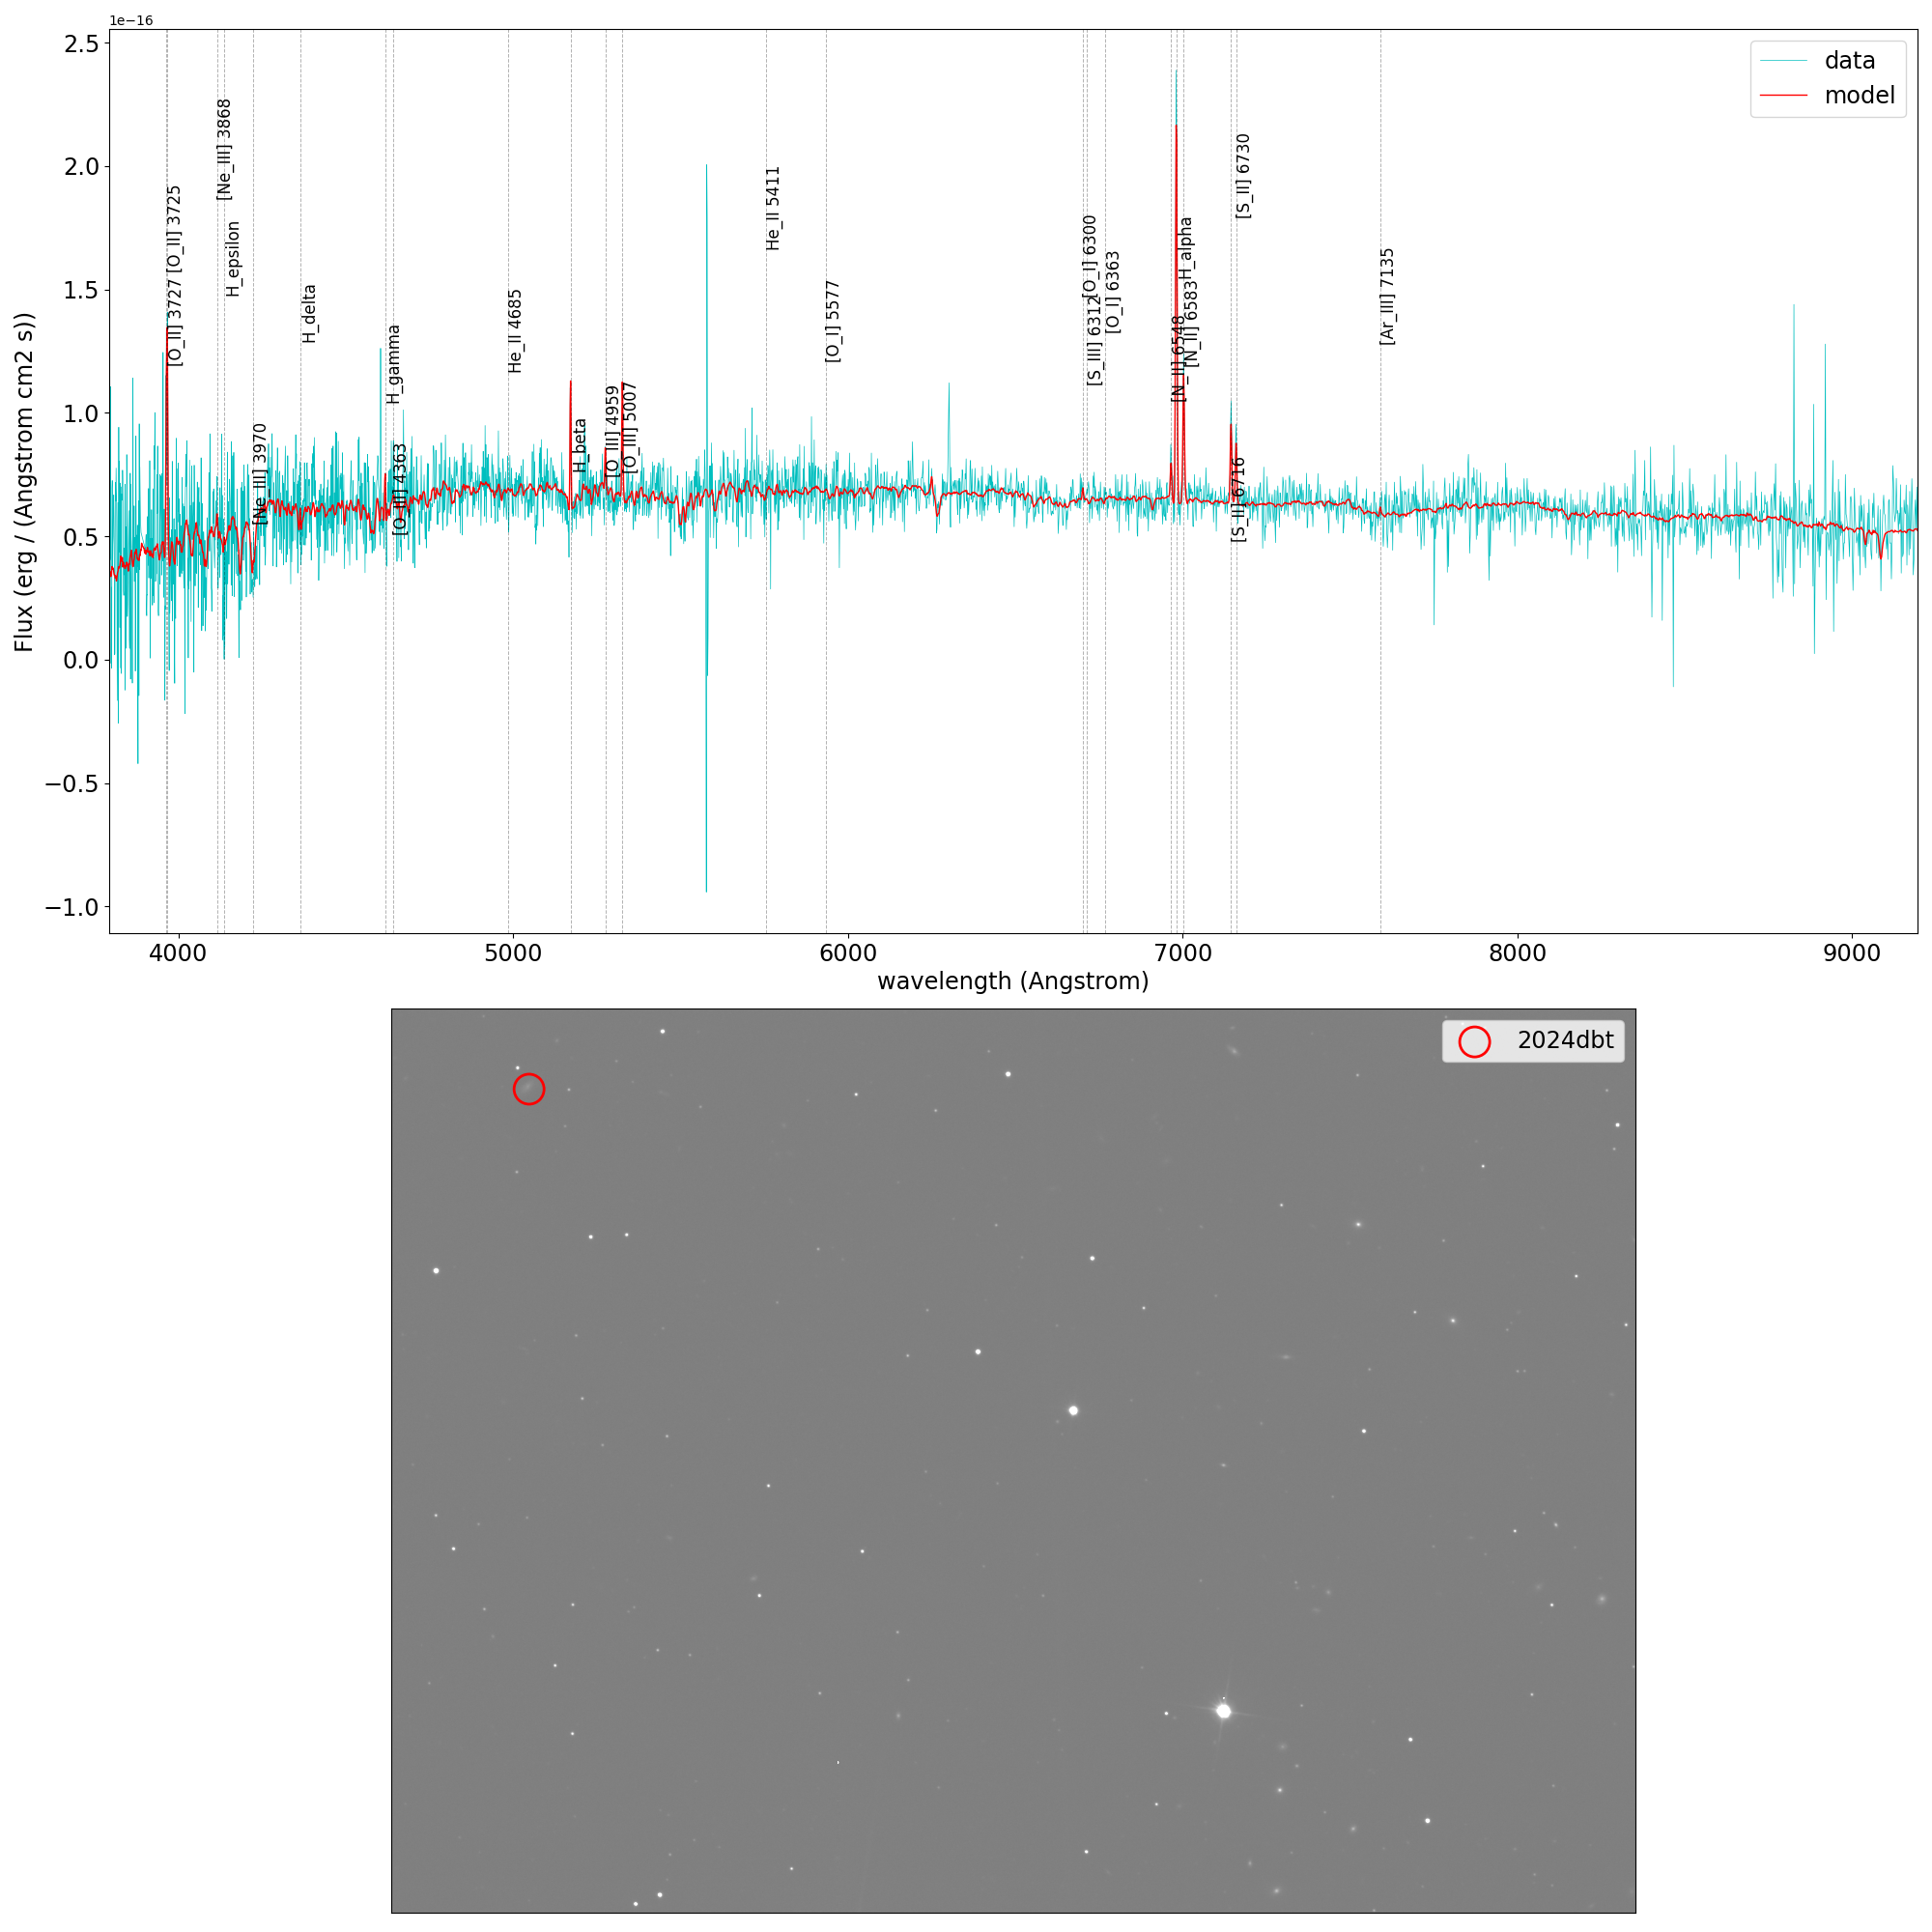 1e−16
2.5
2.0
1.5
1.0
0.5
0.0
−0.5
−1.0
Flux (erg / (Angstrom cm2 s))
[O_II] 3727
[O_II] 3725
[Ne_III] 3868
H_epsilon
[Ne_III] 3970
H_delta
H_gamma
[O_III] 4363
He_II 4685
H_beta
[O_III] 4959
[O_III] 5007
He_II 5411
[O_I] 5577
[O_I] 6300
[S_III] 6312
[O_I] 6363
[N_II] 6548
H_alpha
[N_II] 6583
[S_II] 6716
[S_II] 6730
[Ar_III] 7135
data
model
4000 5000 6000 7000 8000 9000
wavelength (Angstrom)
2024dbt